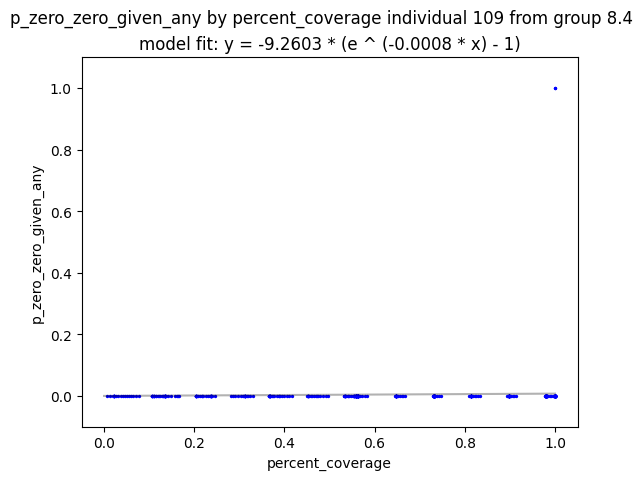 p_zero_zero_given_any by percent_coverage individual 109 from group 8.4
model fit: y = -9.2603 * (e ^ (-0.0008 * x) - 1)
1.0
0.8
0.6
0.4
0.2
0.0
p_zero_zero_given_any
0.0 0.2 0.4 0.6 0.8 1.0
percent_coverage